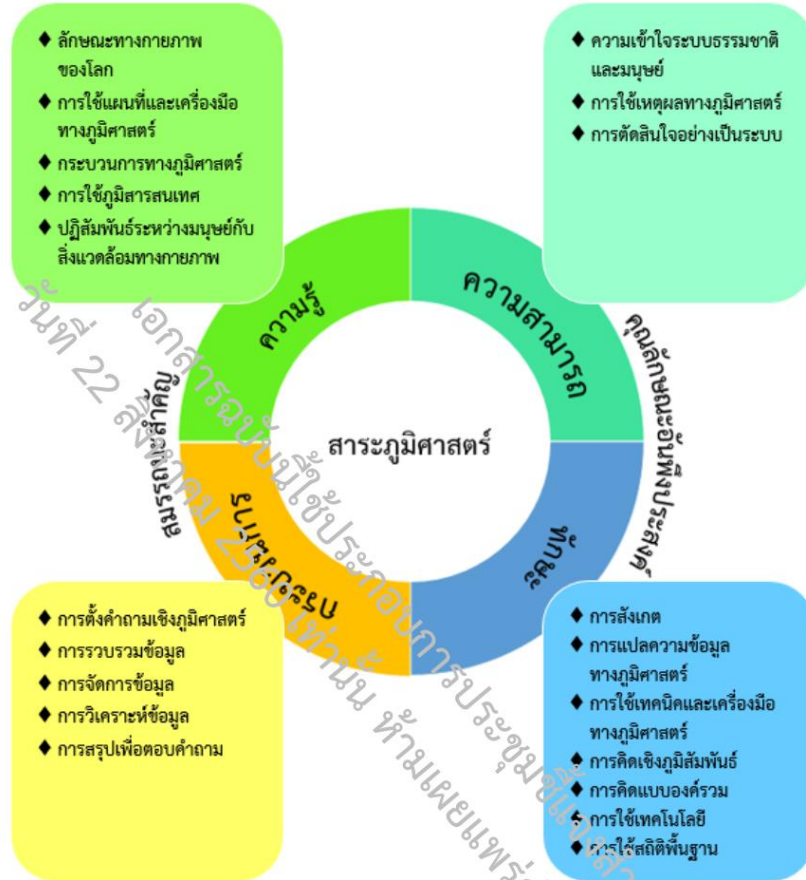 ◆ ลักษณะทางกายภาพ
ของโลก
◆ การใช้แผนที่และเครื่องมือ
ทางภูมิศาสตร์
◆ กระบวนการทางภูมิศาสตร์
◆ การใช้ภูมิสารสนเทศ
◆ ปฏิสัมพันธ์ระหว่างมนุษย์กับ
สิ่งแวดล้อมทางกายภาพ
◆ ความเข้าใจระบบธรรมชาติ
และมนุษย์
◆ การใช้เหตุผลทางภูมิศาสตร์
◆ การตัดสินใจอย่างเป็นระบบ
ความรู้
ความสามารถ
สมรรถนะสำคัญ
สาระภูมิศาสตร์
คุณลักษณะอันพึงประสงค์
กระบวนการ
ทักษะ
◆ การตั้งคำถามเชิงภูมิศาสตร์
◆ การรวบรวมข้อมูล
◆ การจัดการข้อมูล
◆ การวิเคราะห์ข้อมูล
◆ การสรุปเพื่อตอบคำถาม
◆ การสังเกต
◆ การแปลความข้อมูล
ทางภูมิศาสตร์
◆ การใช้เทคนิคและเครื่องมือ
ทางภูมิศาสตร์
◆ การคิดเชิงภูมิสัมพันธ์
◆ การคิดแบบองค์รวม
◆ การใช้เทคโนโลยี
◆ การใช้สถิติพื้นฐาน
เอกสารฉบับนี้ใช้ประกอบการประชุมชี้แจง
วันที่ 22 สิงหาคม 2560 เท่านั้น ห้ามเผยแพร่